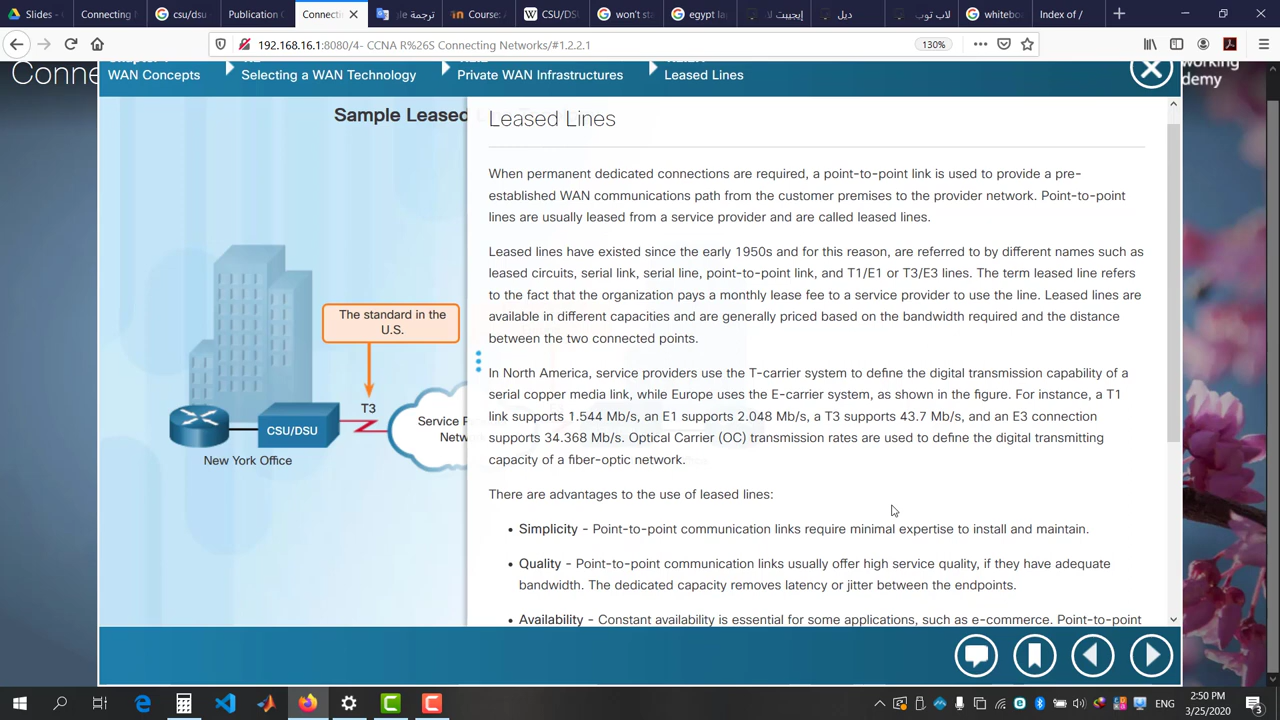 Slides -
Connecting N
csu/dsu
Publication C
Connecti
ترجمة
Course: A
CSU/DS
won't st
egypt la
إيجيبت لا
ديل
لاب توب
whiteboa
Index of /
192.168.16.1:8080/4- CCNA R%26S Connecting Networks/#1.2.2.1
130%
Conne
WAN Concepts
Selecting a WAN Technology
Private WAN Infrastructures
Leased Lines
working
demy
Sample Leased
Leased Lines
When permanent dedicated connections are required, a point-to-point link is used to provide a pre-
established WAN communications path from the customer premises to the provider network. Point-to-point
lines are usually leased from a service provider and are called leased lines.
Leased lines have existed since the early 1950s and for this reason, are referred to by different names such as
leased circuits, serial link, serial line, point-to-point link, and T1/E1 or T3/E3 lines. The term leased line refers
to the fact that the organization pays a monthly lease fee to a service provider to use the line. Leased lines are
available in different capacities and are generally priced based on the bandwidth required and the distance
between the two connected points.
In North America, service providers use the T-carrier system to define the digital transmission capability of a
serial copper media link, while Europe uses the E-carrier system, as shown in the figure. For instance, a T1
link supports 1.544 Mb/s, an E1 supports 2.048 Mb/s, a T3 supports 43.7 Mb/s, and an E3 connection
supports 34.368 Mb/s. Optical Carrier (OC) transmission rates are used to define the digital transmitting
capacity of a fiber-optic network.
There are advantages to the use of leased lines:
• Simplicity - Point-to-point communication links require minimal expertise to install and maintain.
• Quality - Point-to-point communication links usually offer high service quality, if they have adequate
bandwidth. The dedicated capacity removes latency or jitter between the endpoints.
• Availability - Constant availability is essential for some applications, such as e-commerce. Point-to-point
The standard in the
U.S.
T3
CSU/DSU
Service P
Netw
New York Office
ENG
2:50 PM
3/25/2020
3